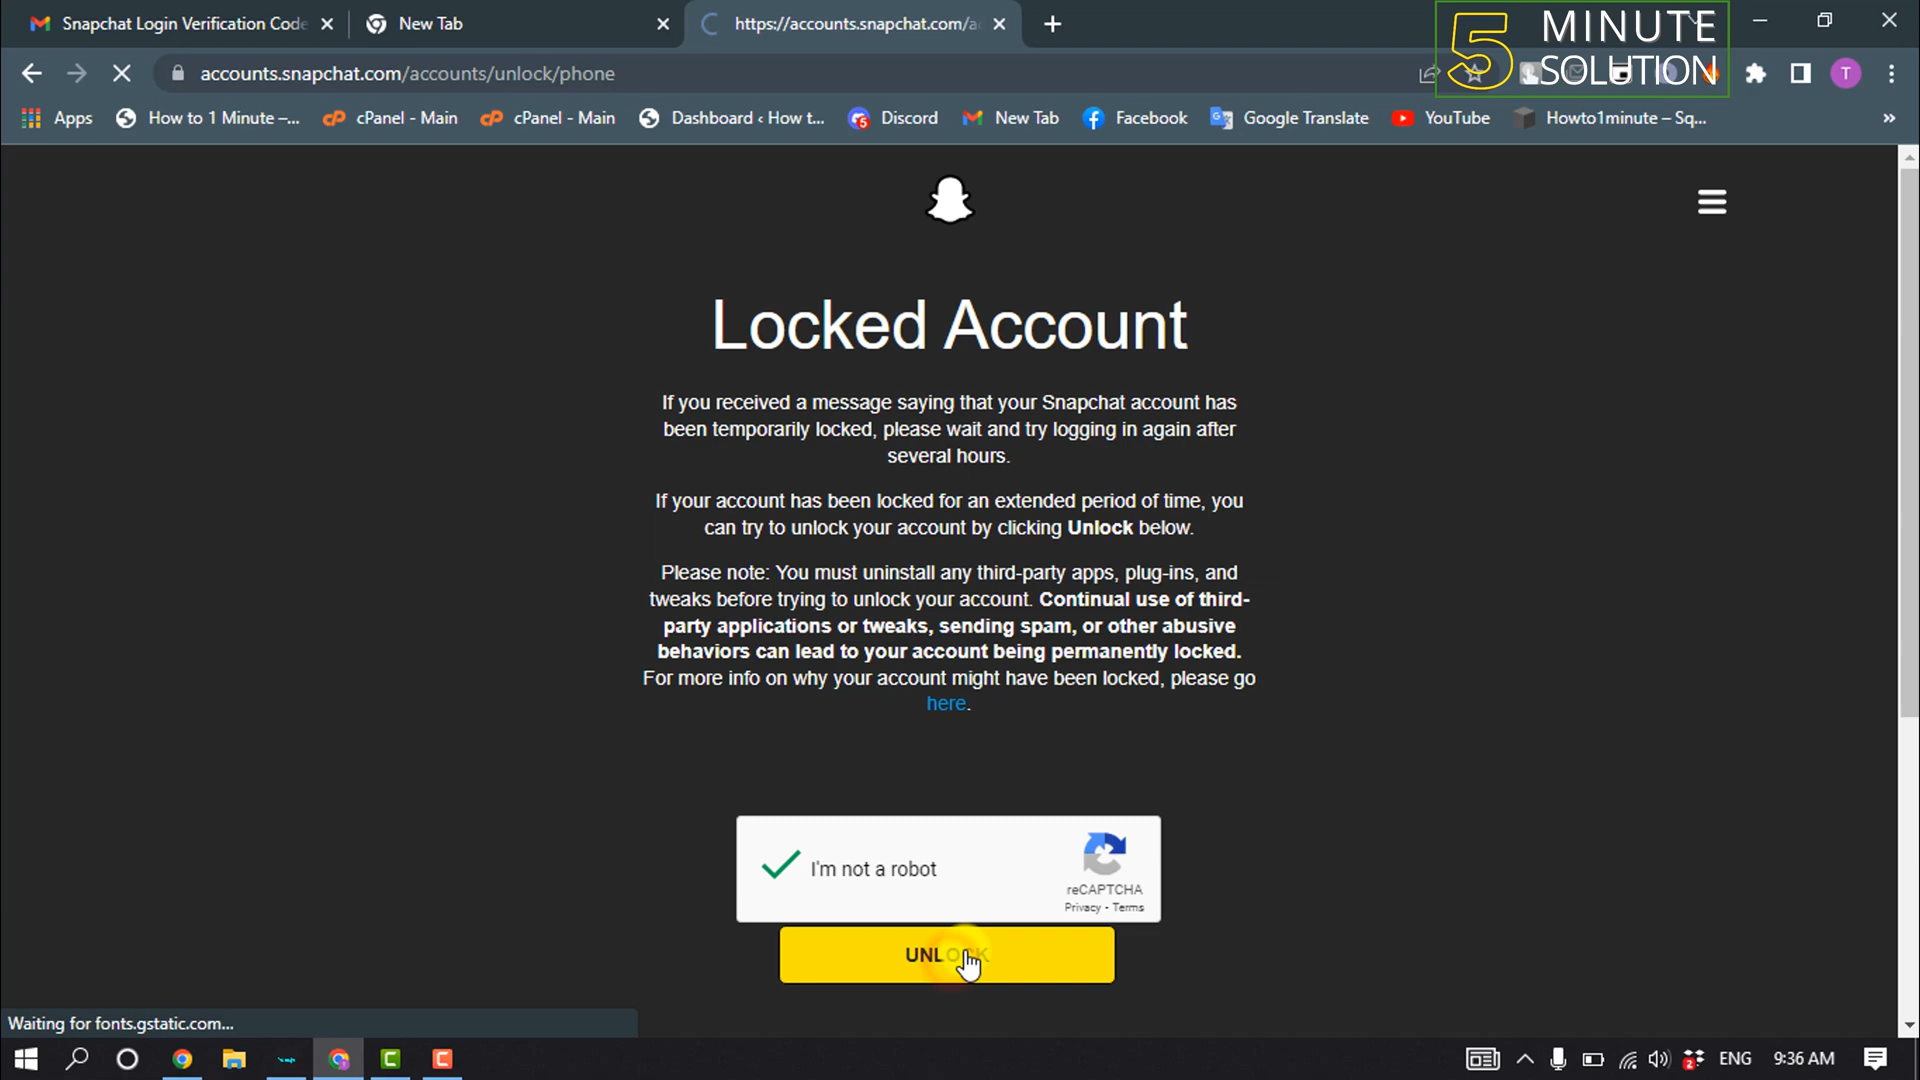 Snapchat Login Verification Code
New Tab
https://accounts.snapchat.com/ac
5 MINUTE
SOLUTION
accounts.snapchat.com/accounts/unlock/phone
T
Apps
How to 1 Minute –...
cPanel - Main
cPanel - Main
Dashboard ‹ How t...
Discord
New Tab
Facebook
Google Translate
YouTube
Howto1minute – Sq...
»
Locked Account
If you received a message saying that your Snapchat account has
been temporarily locked, please wait and try logging in again after
several hours.
If your account has been locked for an extended period of time, you
can try to unlock your account by clicking Unlock below.
Please note: You must uninstall any third-party apps, plug-ins, and
tweaks before trying to unlock your account. Continual use of third-
party applications or tweaks, sending spam, or other abusive
behaviors can lead to your account being permanently locked.
For more info on why your account might have been locked, please go
here.
I'm not a robot
reCAPTCHA
Privacy - Terms
UNLOCK
Waiting for fonts.gstatic.com...
ENG
9:36 AM